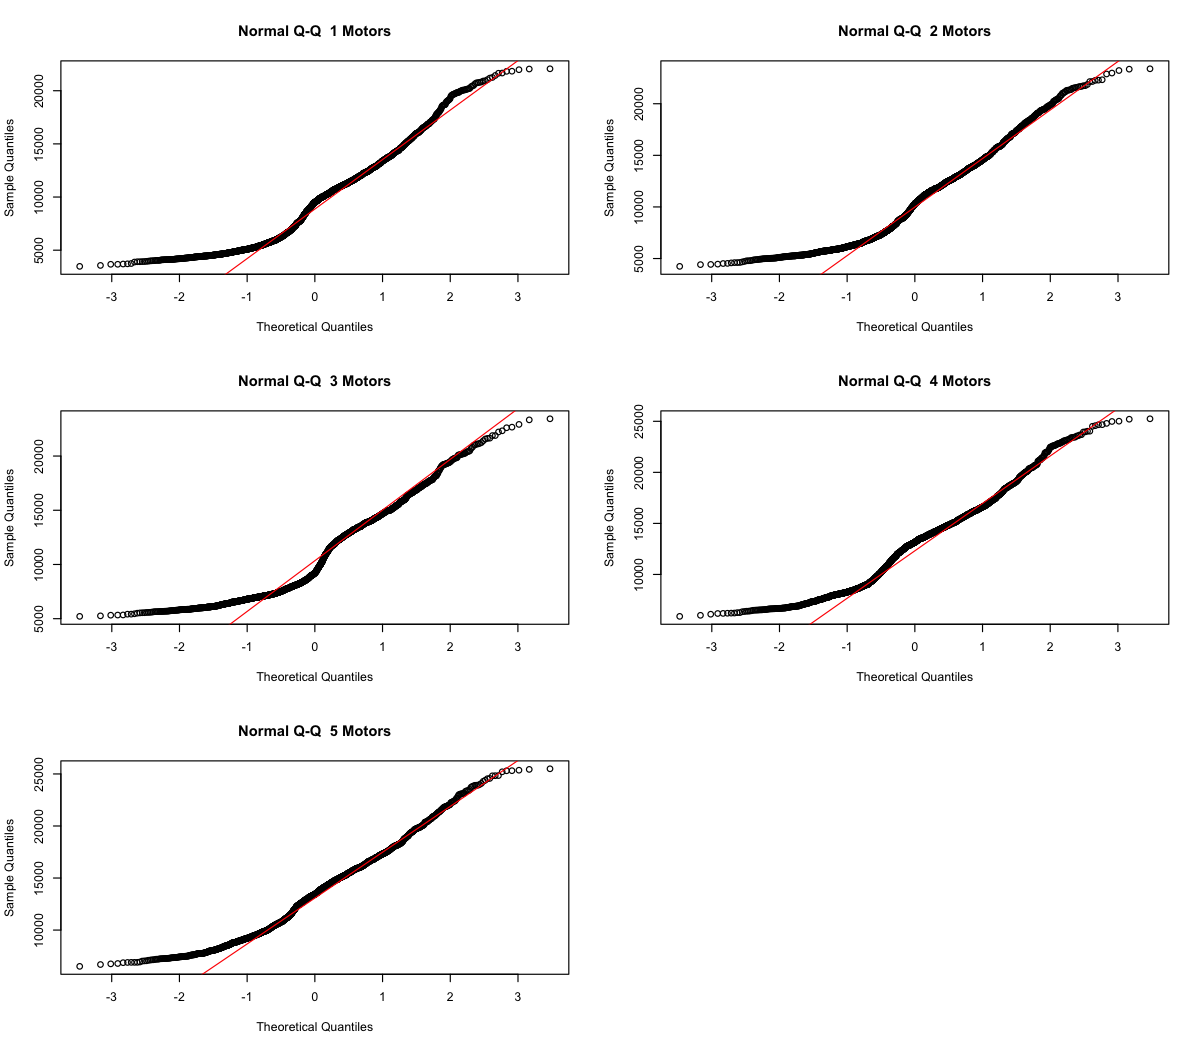 Normal Q-Q  1 Motors
Sample Quantiles
5000 10000 15000 20000
-3 -2 -1 0 1 2 3
Theoretical Quantiles
Normal Q-Q  2 Motors
Sample Quantiles
5000 10000 15000 20000
-3 -2 -1 0 1 2 3
Theoretical Quantiles
Normal Q-Q  3 Motors
Sample Quantiles
5000 10000 15000 20000
-3 -2 -1 0 1 2 3
Theoretical Quantiles
Normal Q-Q  4 Motors
Sample Quantiles
10000 15000 20000 25000
-3 -2 -1 0 1 2 3
Theoretical Quantiles
Normal Q-Q  5 Motors
Sample Quantiles
10000 15000 20000 25000
-3 -2 -1 0 1 2 3
Theoretical Quantiles